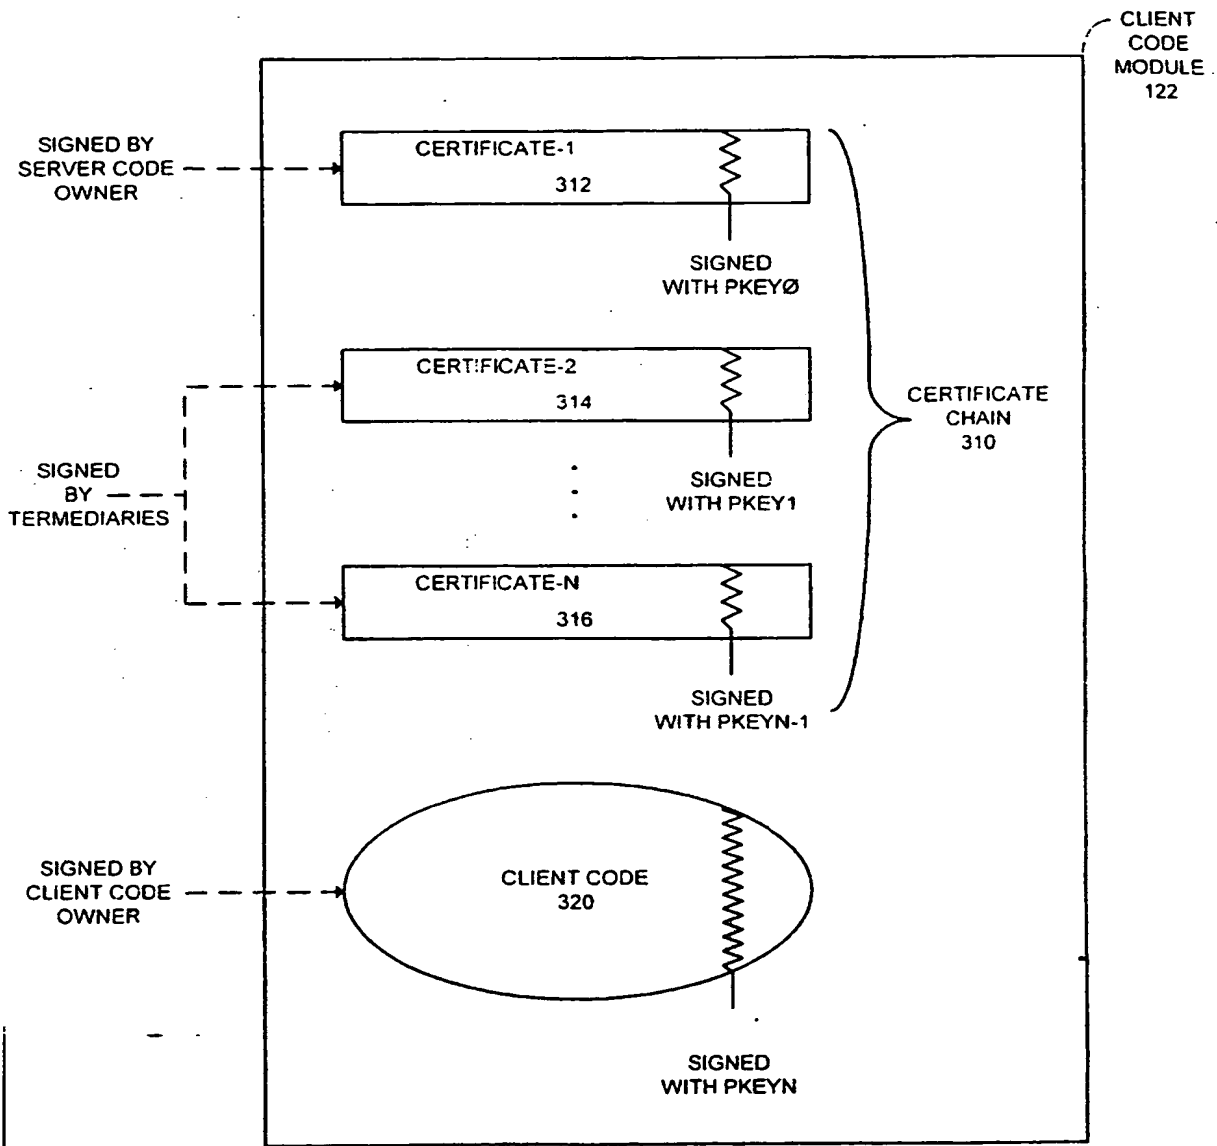 CLIENT
CODE
MODULE
122
SIGNED BY
SERVER CODE
OWNER
CERTIFICATE-1
312
SIGNED
WITH PKEYØ
CERTIFICATE-2
314
SIGNED
WITH PKEY1
CERTIFICATE
CHAIN
310
SIGNED
BY
TERMEDIARIES
CERTIFICATE-N
316
SIGNED
WITH PKEYN-1
SIGNED BY
CLIENT CODE
OWNER
CLIENT CODE
320
SIGNED
WITH PKEYN